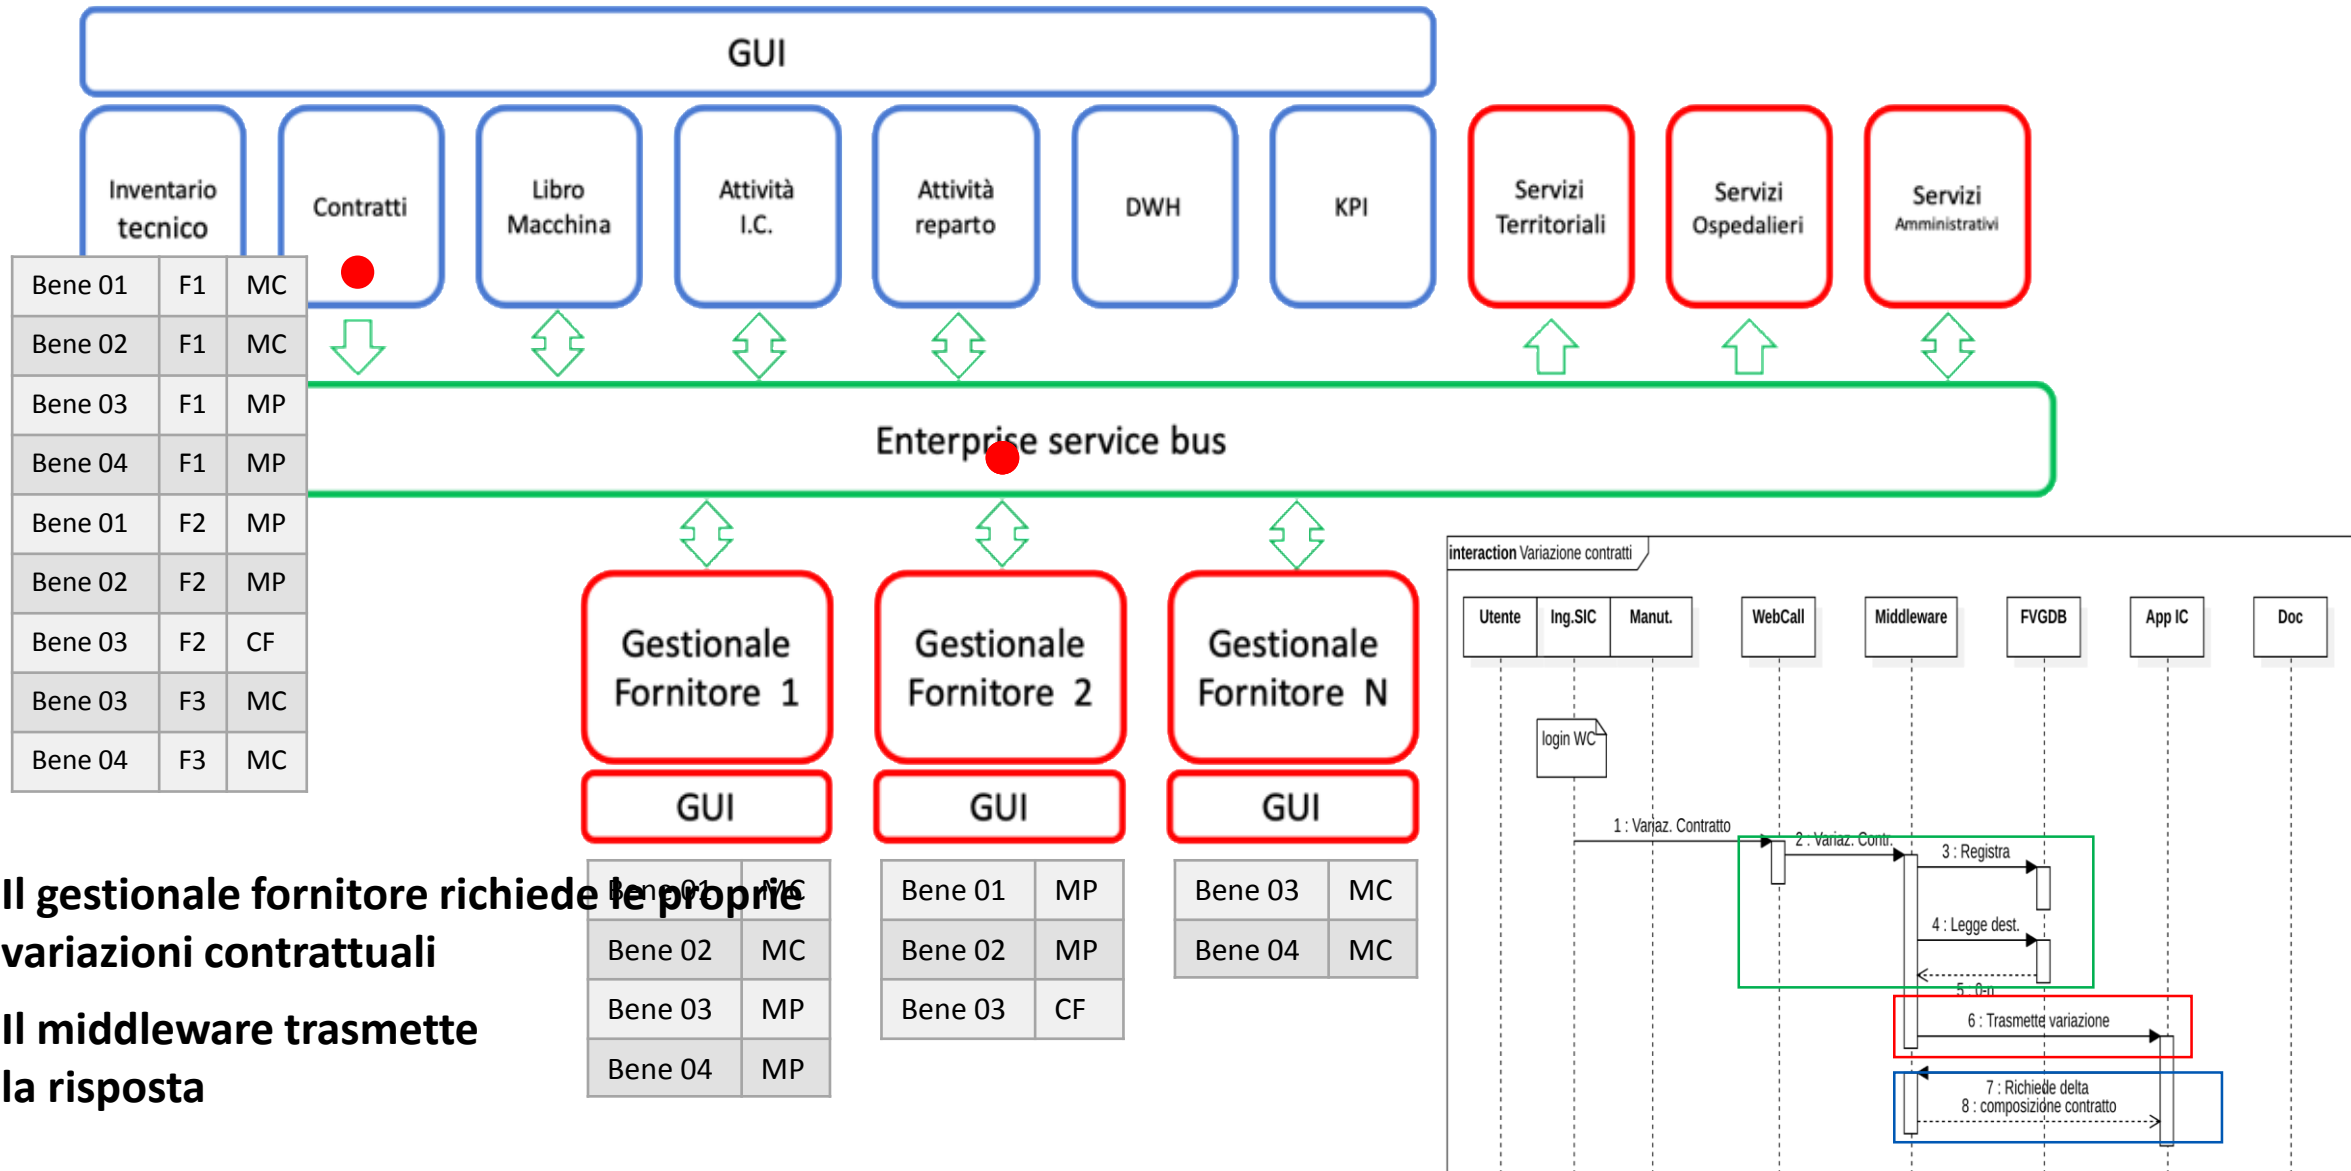 GUI
Inventario
tecnico
Contratti
Libro
Macchina
Attività
I.C.
Attività
reparto
DWH
KPI
Servizi
Territoriali
Servizi
Ospedalieri
Servizi
Amministrativi
Bene 01 F1 MC
Bene 02 F1 MC
Bene 03 F1 MP
Bene 04 F1 MP
Bene 01 F2 MP
Bene 02 F2 MP
Bene 03 F2 CF
Bene 03 F3 MC
Bene 04 F3 MC
Enterprise service bus
Gestionale
Fornitore 1
GUI
Gestionale
Fornitore 2
GUI
Gestionale
Fornitore N
GUI
Bene 01 MC
Bene 02 MC
Bene 03 MP
Bene 04 MP
Bene 01 MP
Bene 02 MP
Bene 03 CF
Bene 03 MC
Bene 04 MC
Il gestionale fornitore richiede le proprie
variazioni contrattuali
Il middleware trasmette
la risposta
interaction Variazione contratti
Utente
Ing.SIC
Manut.
WebCall
Middleware
FVGDB
App IC
Doc
login WC
1 : Variaz. Contratto
2 : Variaz. Contr.
3 : Registra
4 : Legge dest.
5 : 0-n
6 : Trasmette variazione
7 : Richiede delta
8 : composizione contratto